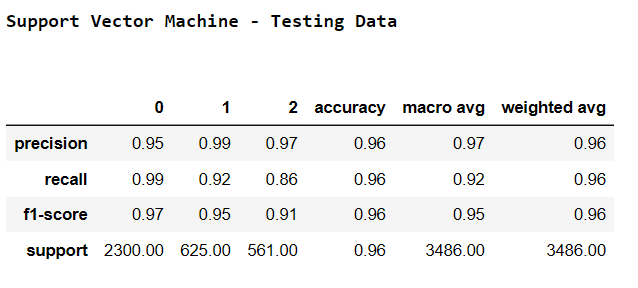 Support Vector Machine - Testing Data
0 1 2 accuracy macro avg weighted avg
precision 0.95 0.99 0.97 0.96 0.97 0.96
recall 0.99 0.92 0.86 0.96 0.92 0.96
f1-score 0.97 0.95 0.91 0.96 0.95 0.96
support 2300.00 625.00 561.00 0.96 3486.00 3486.00